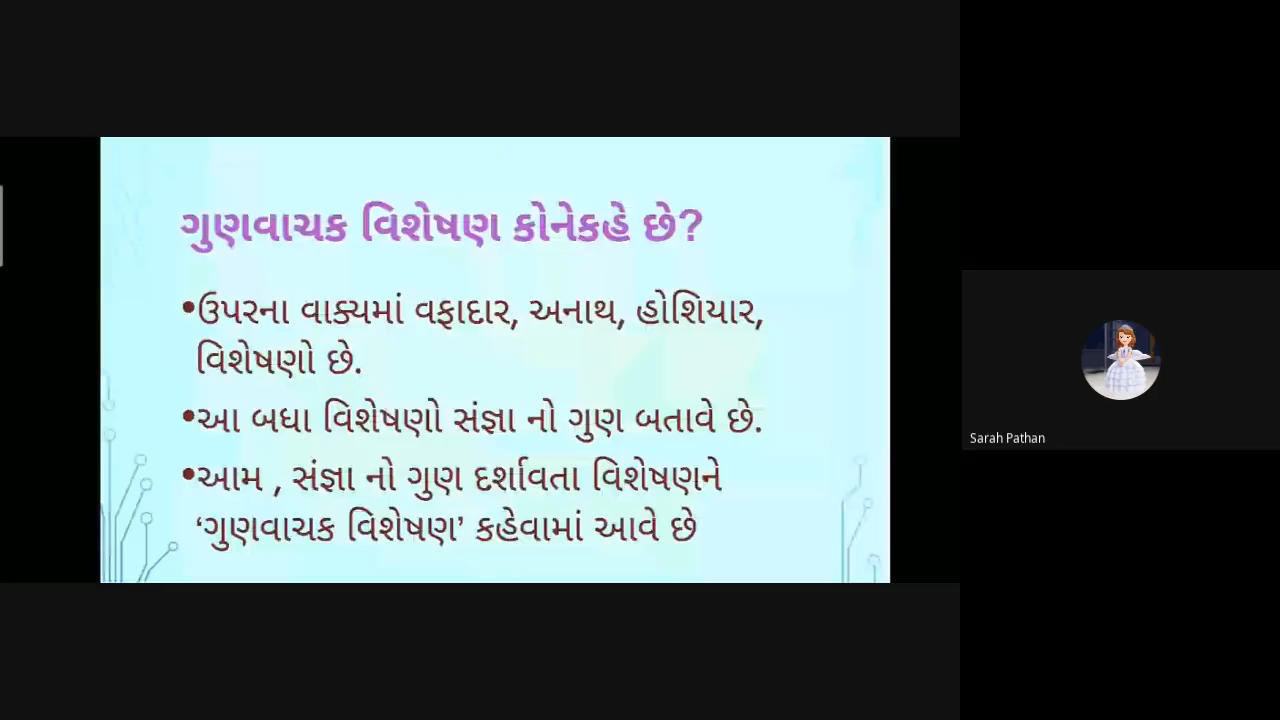 ગુણવાચક વિશેષણ કોનેકહે છે?
•ઉપરના વાક્યમાં વફાદાર, અનાથ, હોશિયાર,
વિશેષણો છે.
•આ બધા વિશેષણો સંજ્ઞા નો ગુણ બતાવે છે.
•આમ , સંજ્ઞા નો ગુણ દર્શાવતા વિશેષણને
‘ગુણવાચક વિશેષણ’ કહેવામાં આવે છે
Sarah Pathan